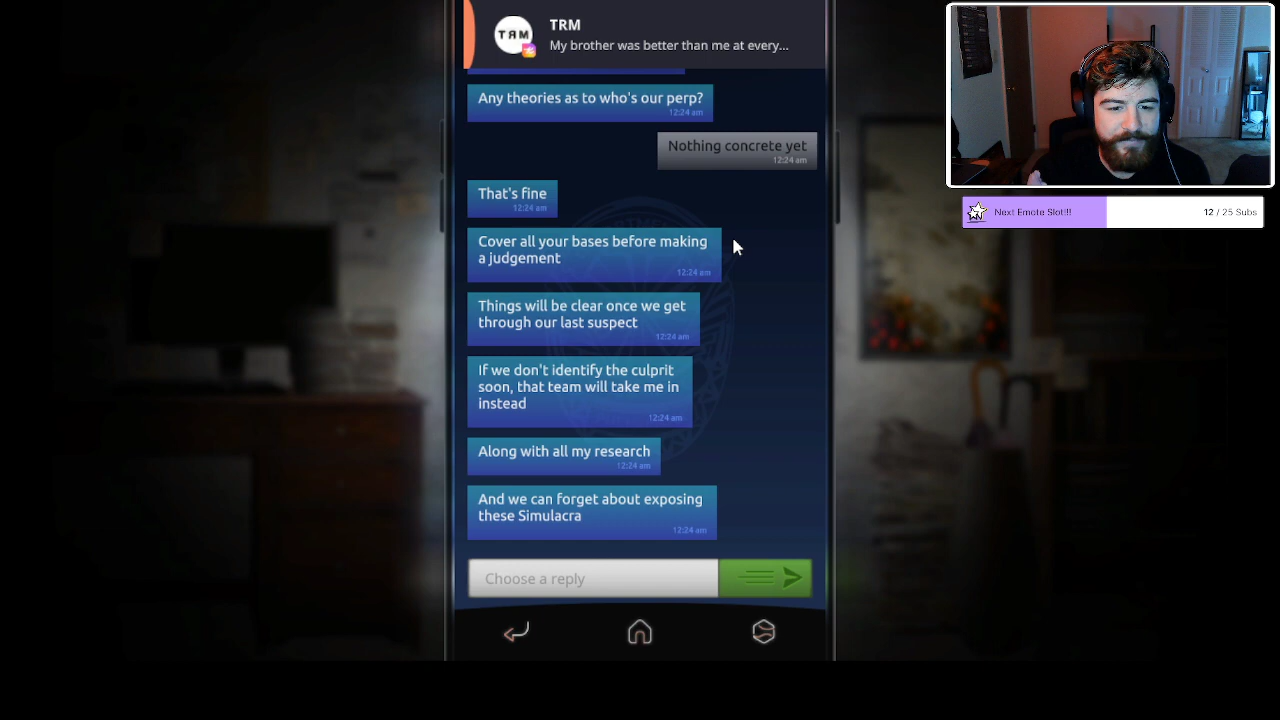 TRM
TЯM
My brother was better than me at every...
Any theories as to who's our perp?
12:24 am
Nothing concrete yet
12:24 am
That's fine
12:24 am
Cover all your bases before making
a judgement
12:24 am
Things will be clear once we get
through our last suspect
12:24 am
If we don't identify the culprit
soon, that team will take me in
instead
12:24 am
Along with all my research
12:24 am
And we can forget about exposing
these Simulacra
12:24 am
Choose a reply
Next Emote Slot!!!
12 / 25 Subs